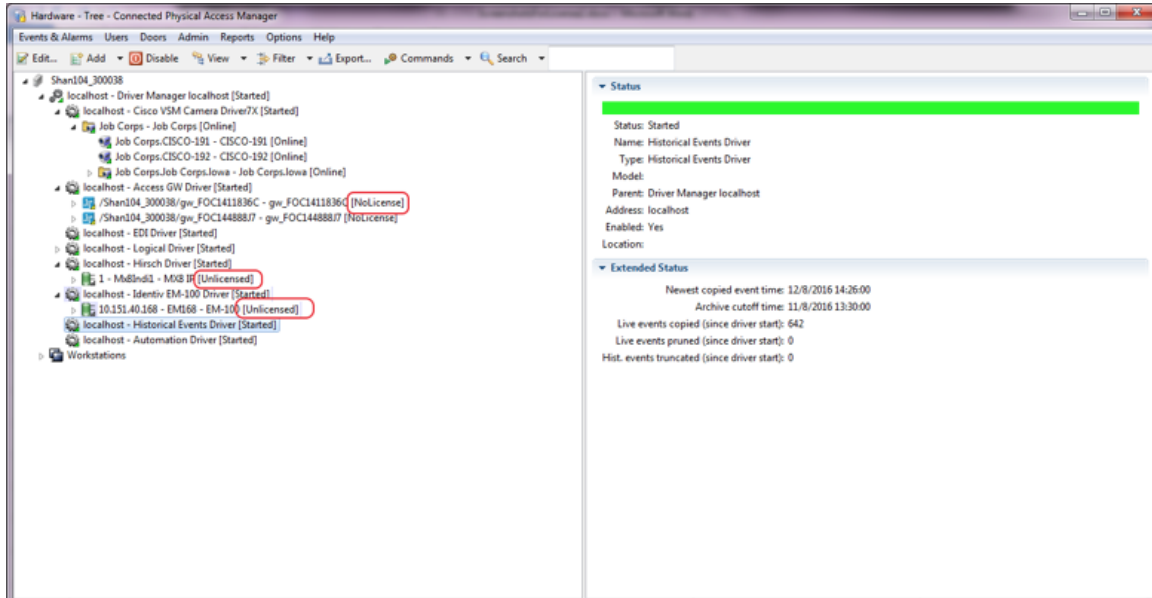 Hardware - Tree - Connected Physical Access Manager
Events & Alarms Users Doors Admin Reports Options Help
Edit... Add Disable View Filter Export... Commands Search
Shan104_300038
localhost - Driver Manager localhost [Started]
localhost - Cisco VSM Camera Driver7X [Started]
Job Corps - Job Corps [Online]
Job Corps.CISCO-191 - CISCO-191 [Online]
Job Corps.CISCO-192 - CISCO-192 [Online]
Job Corps.Job Corps.Iowa - Job Corps.Iowa [Online]
localhost - Access GW Driver [Started]
/Shan104_300038/gw_FOC1411836C - gw_FOC1411836C [NoLicense]
/Shan104_300038/gw_FOC144888J7 - gw_FOC144888J7 [NoLicense]
localhost - EDI Driver [Started]
localhost - Logical Driver [Started]
localhost - Hirsch Driver [Started]
1 - Mx8Indi1 - MX8 IP [Unlicensed]
localhost - Identiv EM-100 Driver [Started]
10.151.40.168 - EM168 - EM-100 [Unlicensed]
localhost - Historical Events Driver [Started]
localhost - Automation Driver [Started]
Workstations
Status
Status: Started
Name: Historical Events Driver
Type: Historical Events Driver
Model:
Parent: Driver Manager localhost
Address: localhost
Enabled: Yes
Location:
Extended Status
Newest copied event time: 12/8/2016 14:26:00
Archive cutoff time: 11/8/2016 13:30:00
Live events copied (since driver start): 642
Live events pruned (since driver start): 0
Hist. events truncated (since driver start): 0